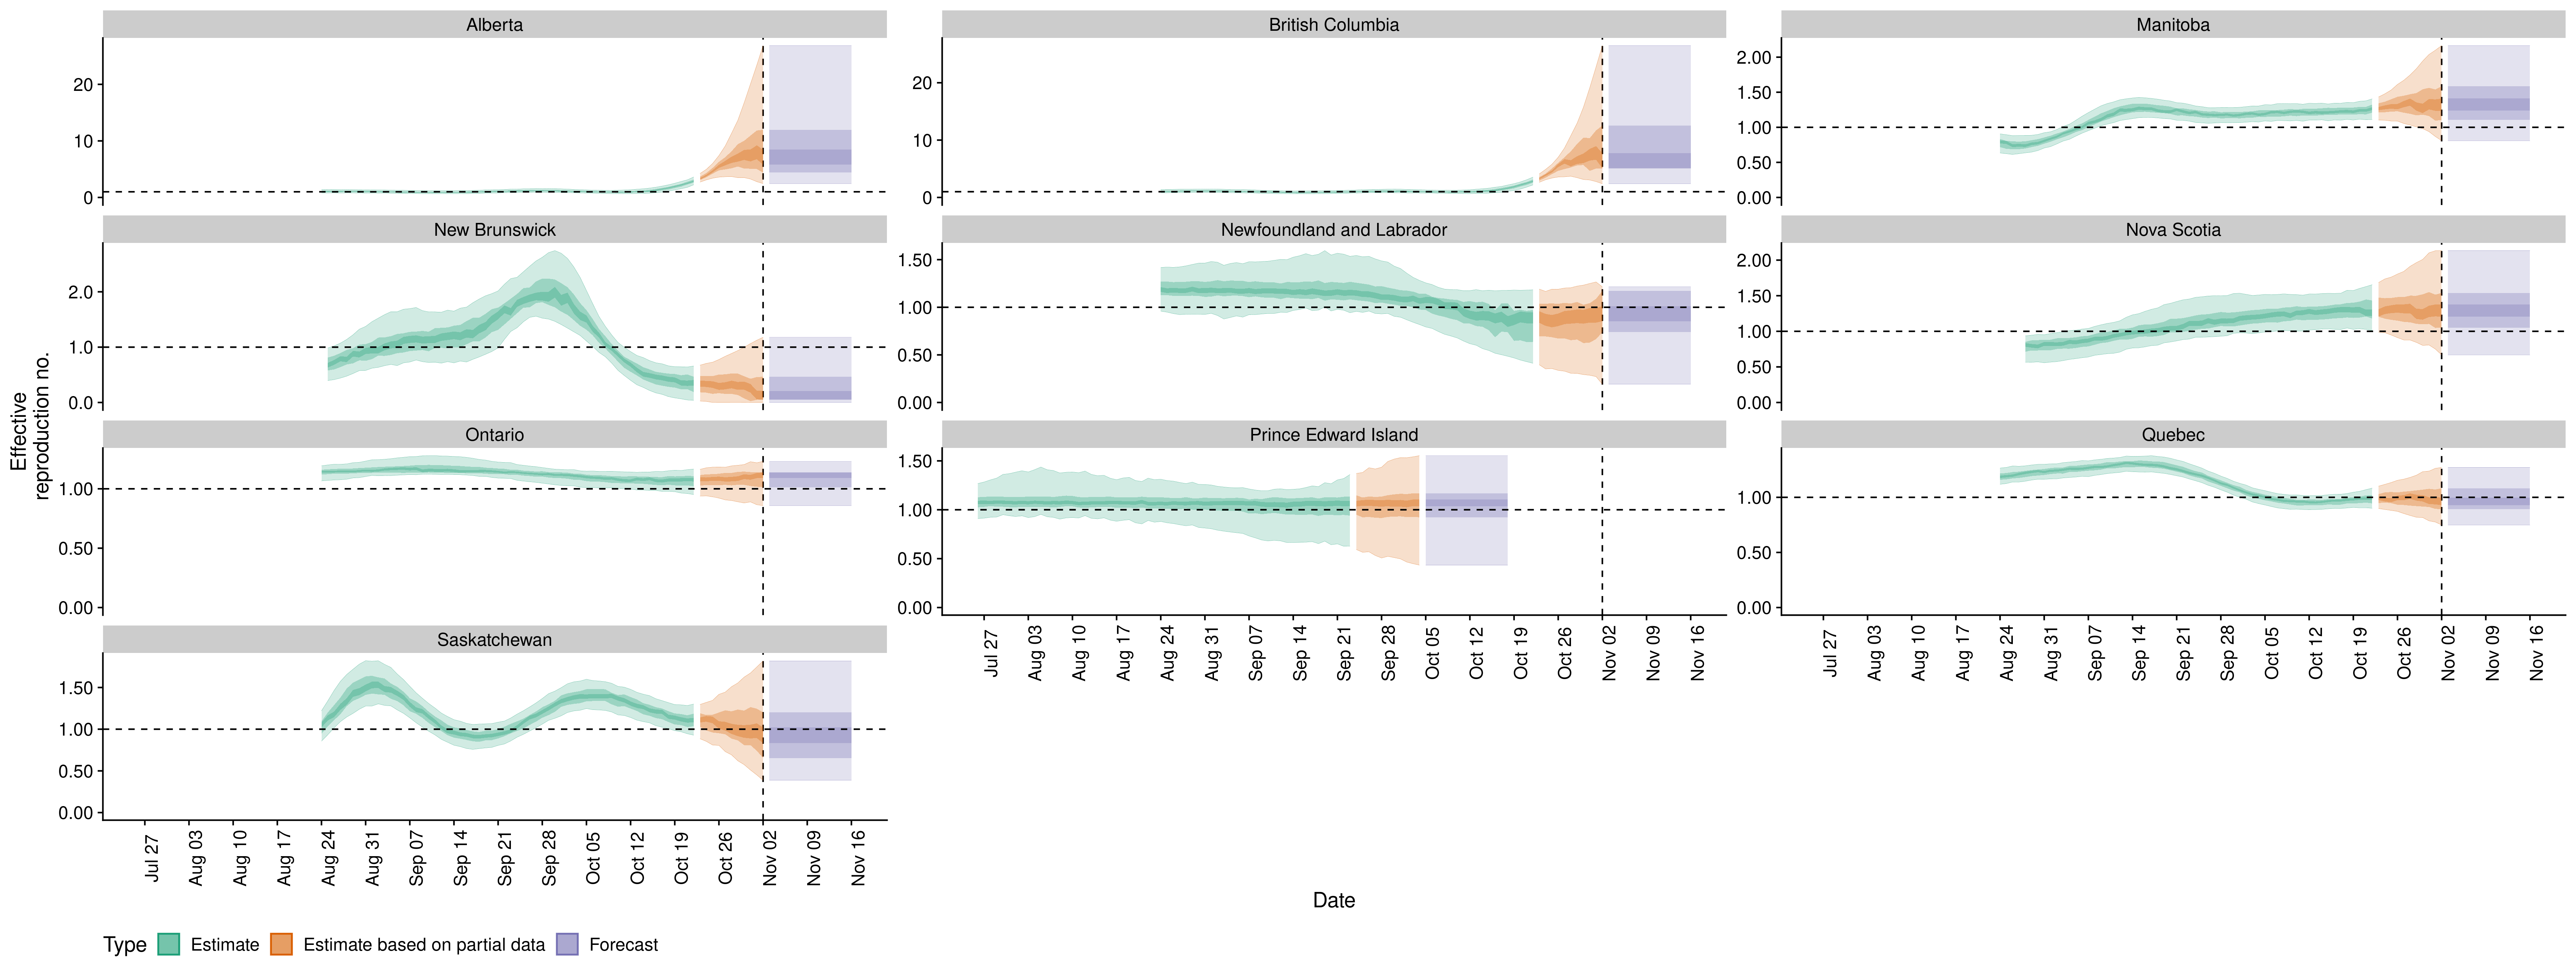 Alberta
British Columbia
Manitoba
20
10
0
20
10
0
2.00
1.50
1.00
0.50
0.00
New Brunswick
Newfoundland and Labrador
Nova Scotia
2.0
1.0
0.0
1.50
1.00
0.50
0.00
2.00
1.50
1.00
0.50
0.00
Effective
reproduction no.
Ontario
Prince Edward Island
Quebec
1.00
0.50
0.00
1.50
1.00
0.50
0.00
1.00
0.50
0.00
Jul 27 Aug 03 Aug 10 Aug 17 Aug 24 Aug 31 Sep 07 Sep 14 Sep 21 Sep 28 Oct 05 Oct 12 Oct 19 Oct 26 Nov 02 Nov 09 Nov 16
Jul 27 Aug 03 Aug 10 Aug 17 Aug 24 Aug 31 Sep 07 Sep 14 Sep 21 Sep 28 Oct 05 Oct 12 Oct 19 Oct 26 Nov 02 Nov 09 Nov 16
Saskatchewan
1.50
1.00
0.50
0.00
Jul 27 Aug 03 Aug 10 Aug 17 Aug 24 Aug 31 Sep 07 Sep 14 Sep 21 Sep 28 Oct 05 Oct 12 Oct 19 Oct 26 Nov 02 Nov 09 Nov 16
Date
Type Estimate Estimate based on partial data Forecast